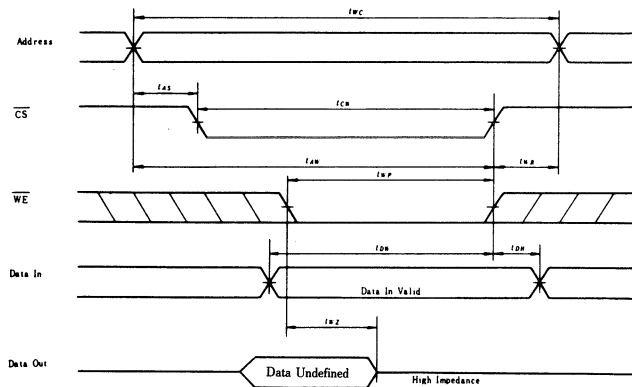 tWC
Address
tAS
tCW
CS
tAW
tWR
tWP
WE
tDW
tDH
Data In
Data In Valid
tWZ
Data Out
Data Undefined
High Impedance